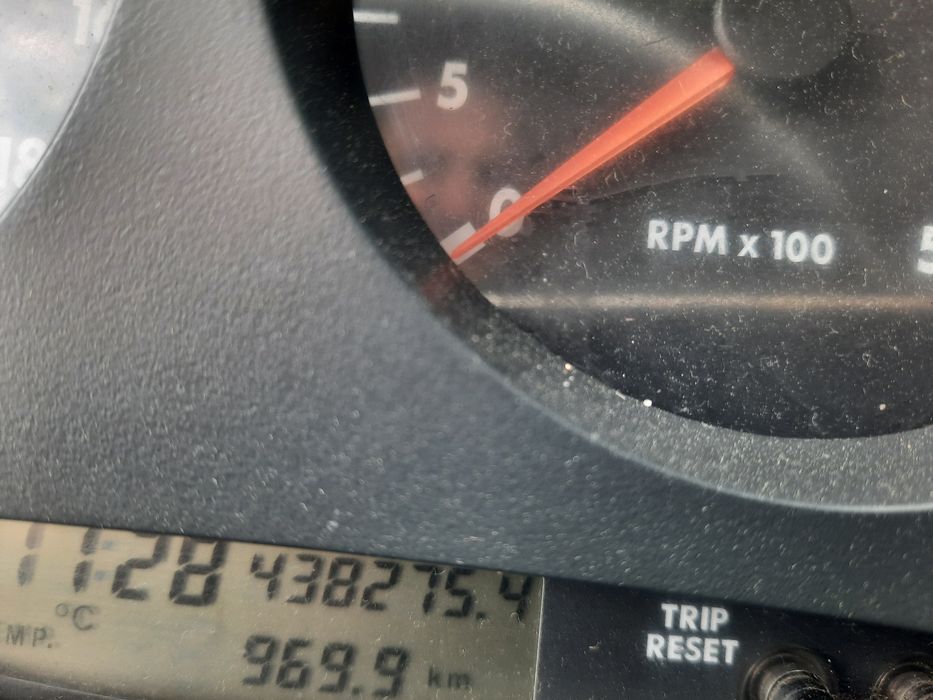 5
0
RPM x 100
11:28 438275.4
°C
969.9 km
TRIP
RESET